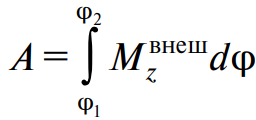 A = ∫_{φ₁}^{φ₂} M_z^{внеш} dφ